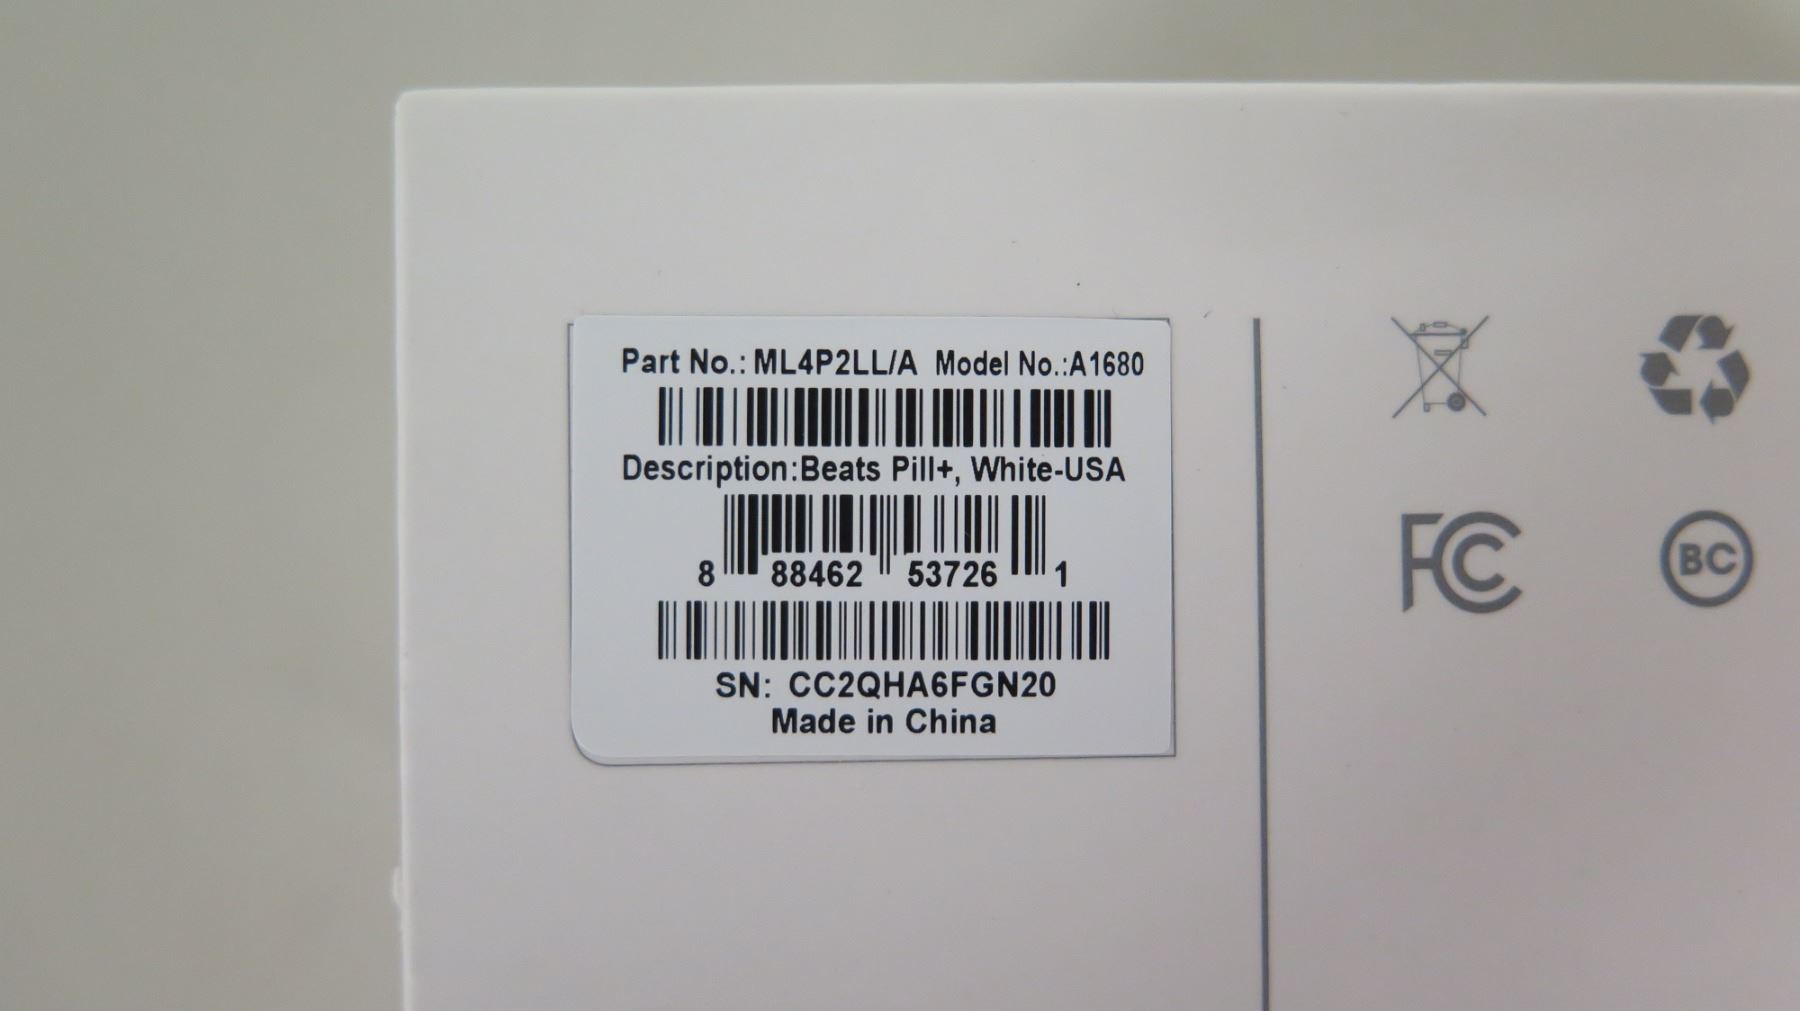 Part No.: ML4P2LL/A Model No.:A1680
Description:Beats Pill+, White-USA
8 88462 53726 1
SN: CC2QHA6FGN20
Made in China
FC
BC